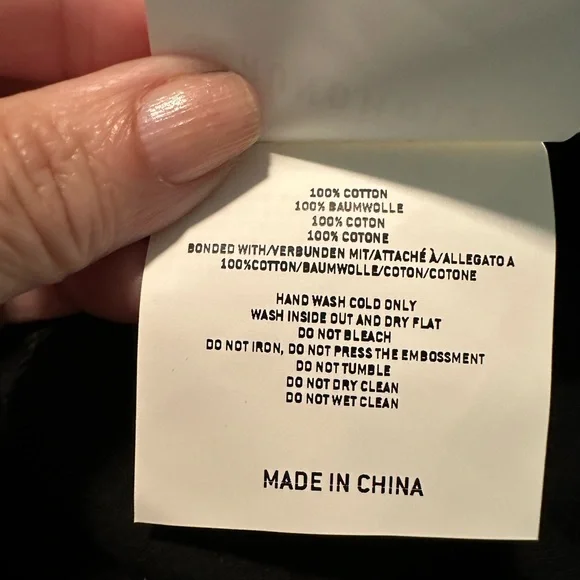 100% COTTON
100% BAUMWOLLE
100% COTON
100% COTONE
BONDED WITH/VERBUNDEN MIT/ATTACHÉ À/ALLEGATO A
100%COTTON/BAUMWOLLE/COTON/COTONE
HAND WASH COLD ONLY
WASH INSIDE OUT AND DRY FLAT
DO NOT BLEACH
DO NOT IRON, DO NOT PRESS THE EMBOSSMENT
DO NOT TUMBLE
DO NOT DRY CLEAN
DO NOT WET CLEAN
MADE IN CHINA